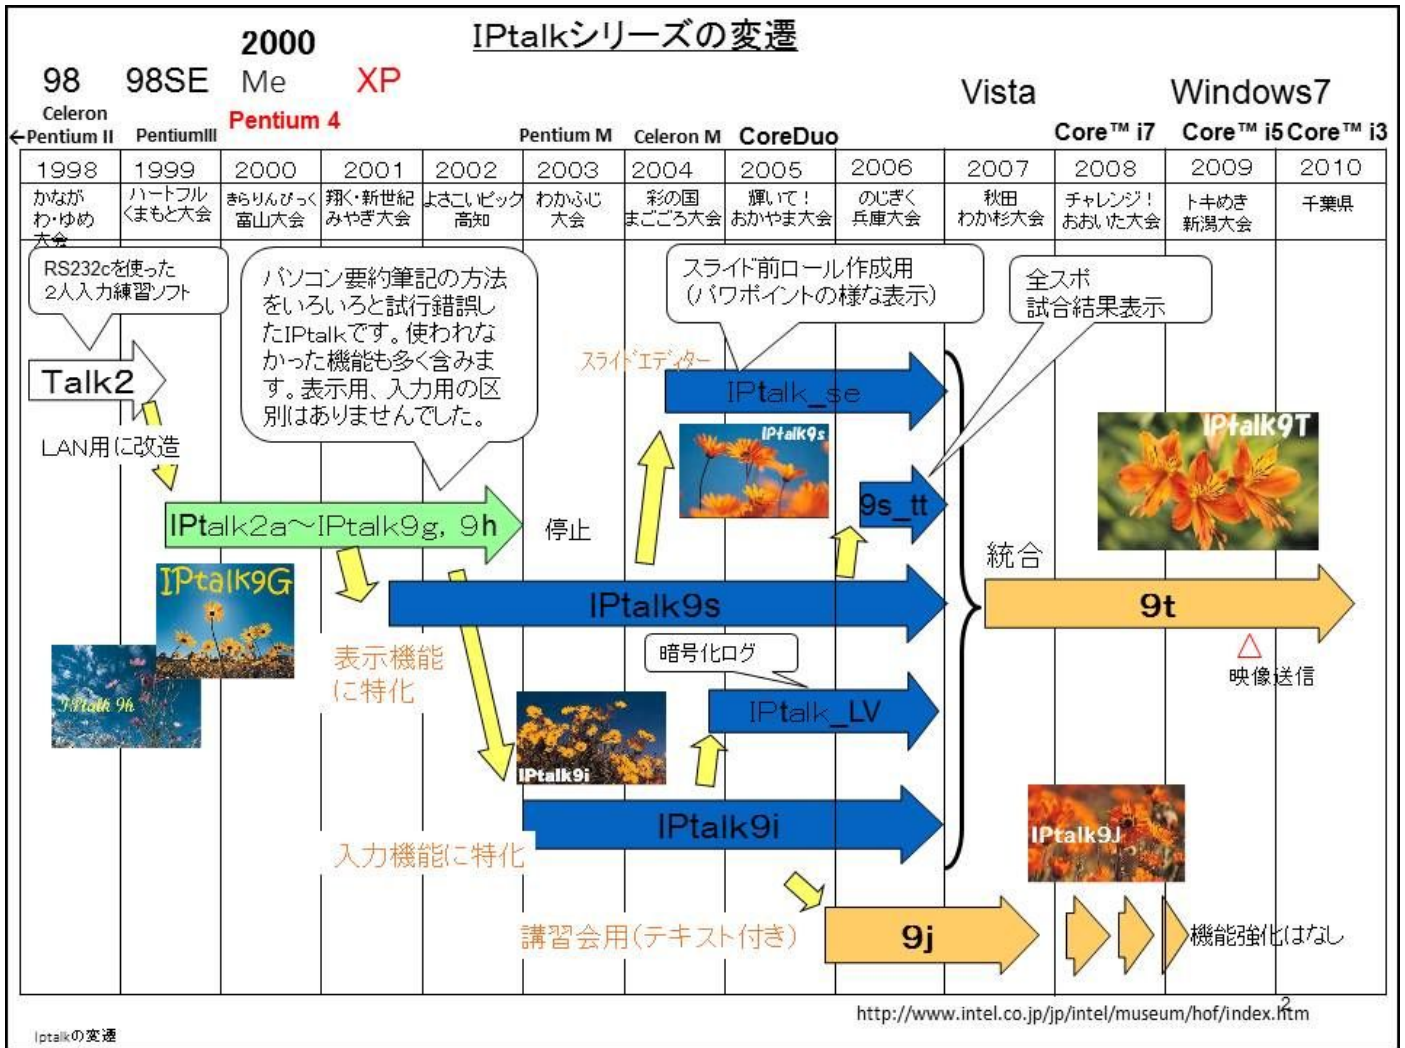 IPtalkシリーズの変遷
2000
98 98SE Me XP Vista Windows7
Celeron
←Pentium II PentiumIII Pentium 4 Pentium M Celeron M CoreDuo Core™ i7 Core™ i5 Core™ i3
1998 1999 2000 2001 2002 2003 2004 2005 2006 2007 2008 2009 2010
かなが
わ・ゆめ
大会
ハートフル
くまもと大会
きらりんぴっく
富山大会
翔く・新世紀
みやぎ大会
よさこいピック
高知
わかふじ
大会
彩の国
まごころ大会
輝いて!
おかやま大会
のじぎく
兵庫大会
秋田
わか杉大会
チャレンジ!
おおいた大会
トキめき
新潟大会
千葉県
RS232cを使った
2人入力練習ソフト
パソコン要約筆記の方法
をいろいろと試行錯誤し
たIPtalkです。使われな
かった機能も多く含みま
す。表示用、入力用の区
別はありませんでした。
スライド前ロール作成用
(パワポイントの様な表示)
全スポ
試合結果表示
Talk2
スライドエディター
IPtalk_se
LAN用に改造
IPtalk9s
IPtalk9T
9s_tt
IPtalk2a～IPtalk9g, 9h
停止
統合
IPtalk9G
IPtalk9s
9t
表示機能
に特化
暗号化ログ
映像送信
IPtalk 9h
IPtalk_LV
IPtalk9i
IPtalk9i
入力機能に特化
IPtalk9J
講習会用(テキスト付き)
9j
機能強化はなし
http://www.intel.co.jp/jp/intel/museum/hof/index.htm
2
Iptalkの変遷